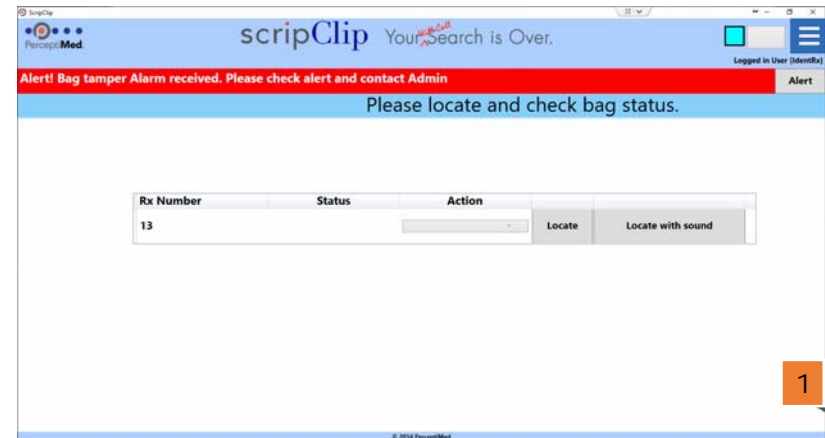 ScripClip
PerceptiMed.
scripClip Your Search is Over.
With Call
Logged in User [IdentRx]
Alert! Bag tamper Alarm received. Please check alert and contact Admin
Alert
Please locate and check bag status.
Rx Number Status Action
13 Locate Locate with sound
1
© 2014 PerceptiMed